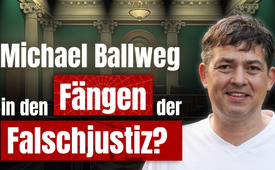 Michael Ballweg
in den Fängen der
Falschjustiz?